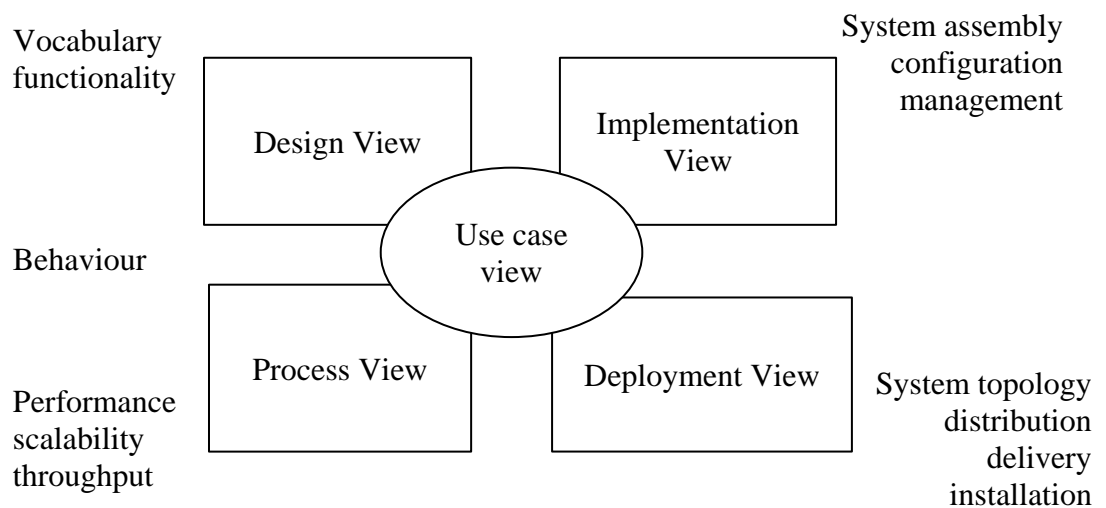 Vocabulary
functionality
System assembly
configuration
management
Design View
Implementation
View
Use case
view
Behaviour
Process View
Deployment View
Performance
scalability
throughput
System topology
distribution
delivery
installation